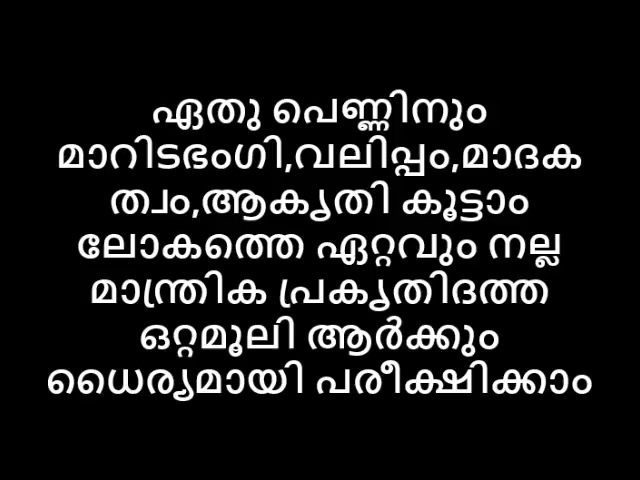 ഏതു പെണ്ണിനും
മാറിടഭംഗി,വലിപ്പം,മാദക
ത്വം,ആകൃതി കൂട്ടാം
ലോകത്തെ ഏറ്റവും നല്ല
മാന്ത്രിക പ്രകൃതിദത്ത
ഒറ്റമൂലി ആർക്കും
ധൈര്യമായി പരീക്ഷിക്കാം